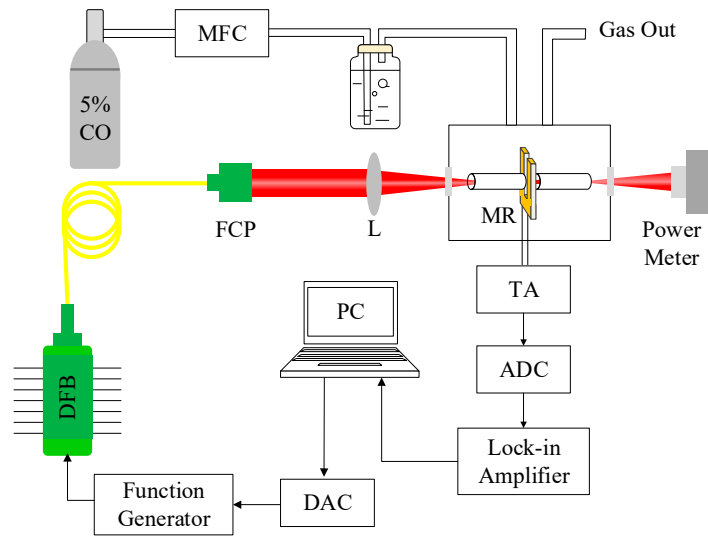 MFC
Gas Out
5%
CO
FCP
L
MR
Power
Meter
TA
PC
ADC
DFB
Lock-in
Amplifier
Function
Generator
DAC